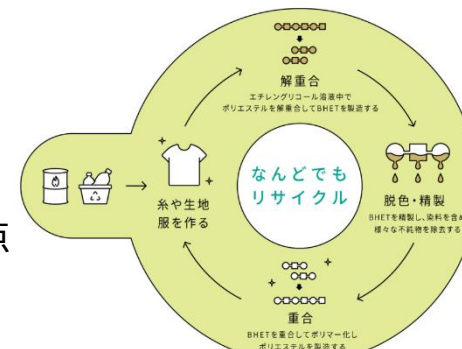 解重合
エチレングリコール溶液中で
ポリエステルを解重合してBHETを製造する
なんどでも
リサイクル
糸や生地
服を作る
脱色・精製
BHETを精製し、染料を含め
様々な不純物を除去する
重合
BHETを重合してポリマー化し
ポリエステルを製造する